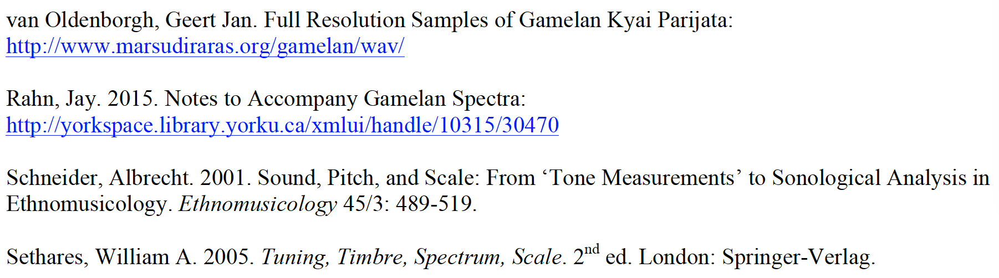 van Oldenborgh, Geert Jan. Full Resolution Samples of Gamelan Kyai Parijata:
http://www.marsudiraras.org/gamelan/wav/
Rahn, Jay. 2015. Notes to Accompany Gamelan Spectra:
http://yorkspace.library.yorku.ca/xmlui/handle/10315/30470
Schneider, Albrecht. 2001. Sound, Pitch, and Scale: From ‘Tone Measurements’ to Sonological Analysis in
Ethnomusicology. Ethnomusicology 45/3: 489-519.
Sethares, William A. 2005. Tuning, Timbre, Spectrum, Scale. 2nd ed. London: Springer-Verlag.